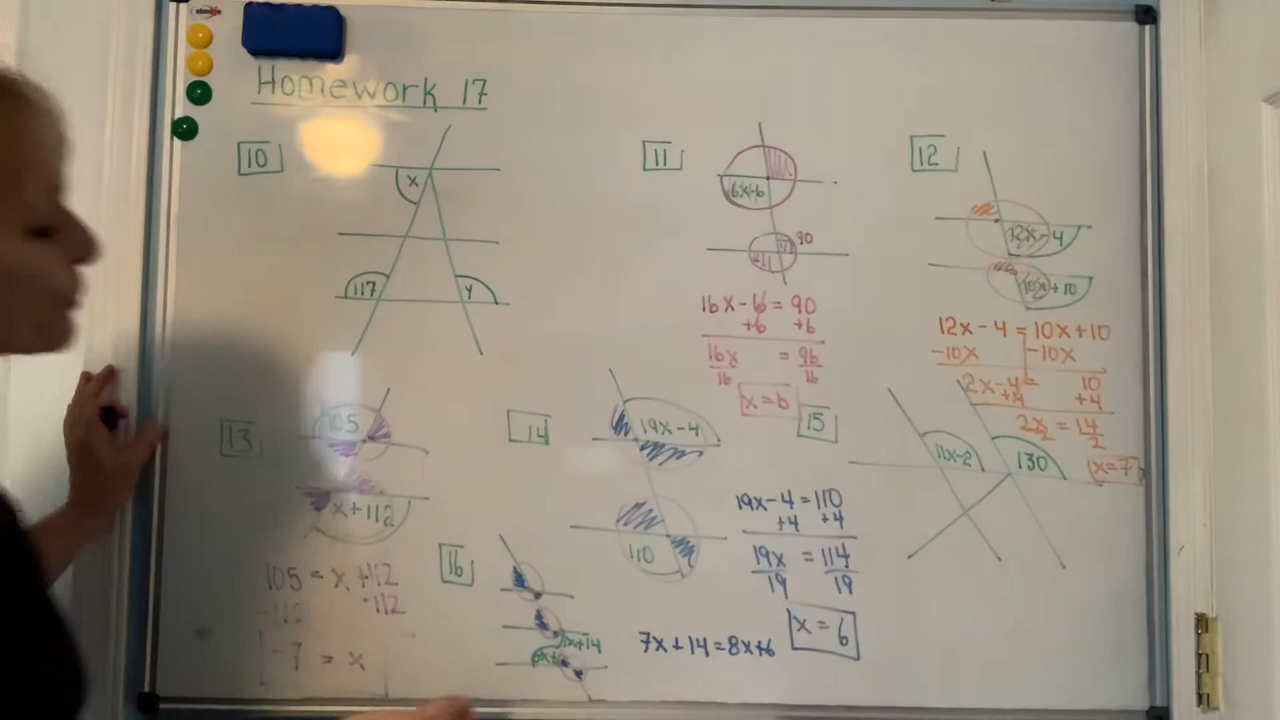 Homework 17
10
x
117
y
11
16x-6
90
16x - 6 = 90
+6 +6
16x = 96
16 16
x = 6
12
12x - 4
10x + 10
12x - 4 = 10x + 10
-10x -10x
2x - 4 = 10
+4 +4
2x = 14
2 2
x = 7
13
105
x + 112
105 = x + 112
-112 -112
-7 = x
14
19x - 4
110
19x - 4 = 110
+4 +4
19x = 114
19 19
x = 6
15
11x-2
130
16
7x+14
7x + 14 = 8x + 6